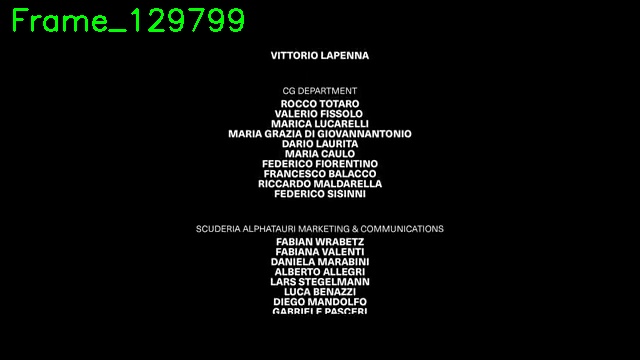 Frame_129799
VITTORIO LAPENNA
CG DEPARTMENT
ROCCO TOTARO
VALERIO FISSOLO
MARICA LUCARELLI
MARIA GRAZIA DI GIOVANNANTONIO
DARIO LAURITA
MARIA CAULO
FEDERICO FIORENTINO
FRANCESCO BALACCO
RICCARDO MALDARELLA
FEDERICO SISINNI
SCUDERIA ALPHATAURI MARKETING & COMMUNICATIONS
FABIAN WRABETZ
FABIANA VALENTI
DANIELA MARABINI
ALBERTO ALLEGRI
LARS STEGELMANN
LUCA BENAZZI
DIEGO MANDOLFO
GABRIELE PASCERI